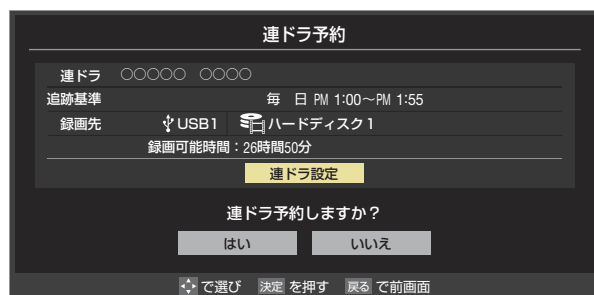 連ドラ予約
連ドラ ○○○○○ ○○○○
追跡基準 毎 日 PM 1:00～PM 1:55
録画先 USB1 ハードディスク1
録画可能時間：26時間50分
連ドラ設定
連ドラ予約しますか？
はい いいえ
で選び 決定 を押す 戻る で前画面